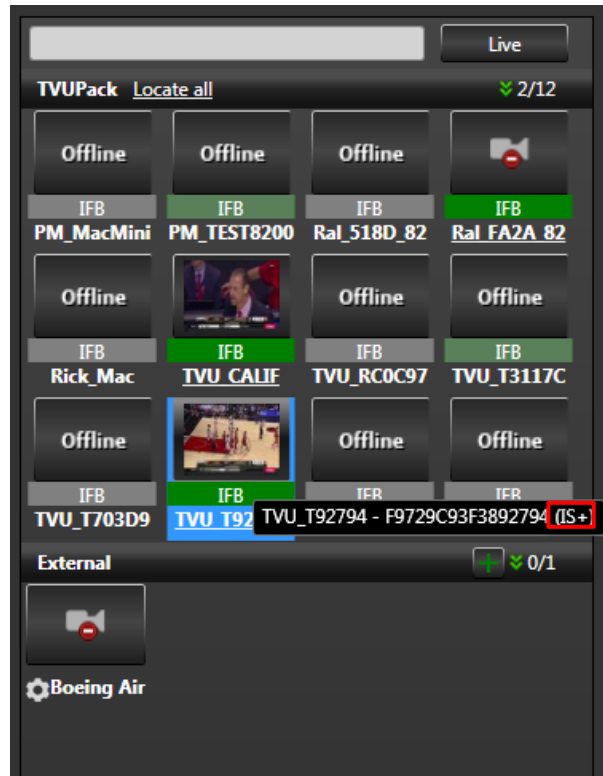 Live
TVUPack Locate all 2/12
Offline Offline Offline
IFB IFB IFB IFB
PM_MacMini PM_TEST8200 Ral_518D_82 Ral_FA2A_82
Offline Offline Offline
IFB IFB IFB IFB
Rick_Mac TVU_CALIF TVU_RC0C97 TVU_T3117C
Offline Offline Offline
IFB IFB IFB IFB
TVU_T703D9 TVU_T92 TVU_T92794 - F9729C93F3892794 (IS+)
External + 0/1
Boeing Air